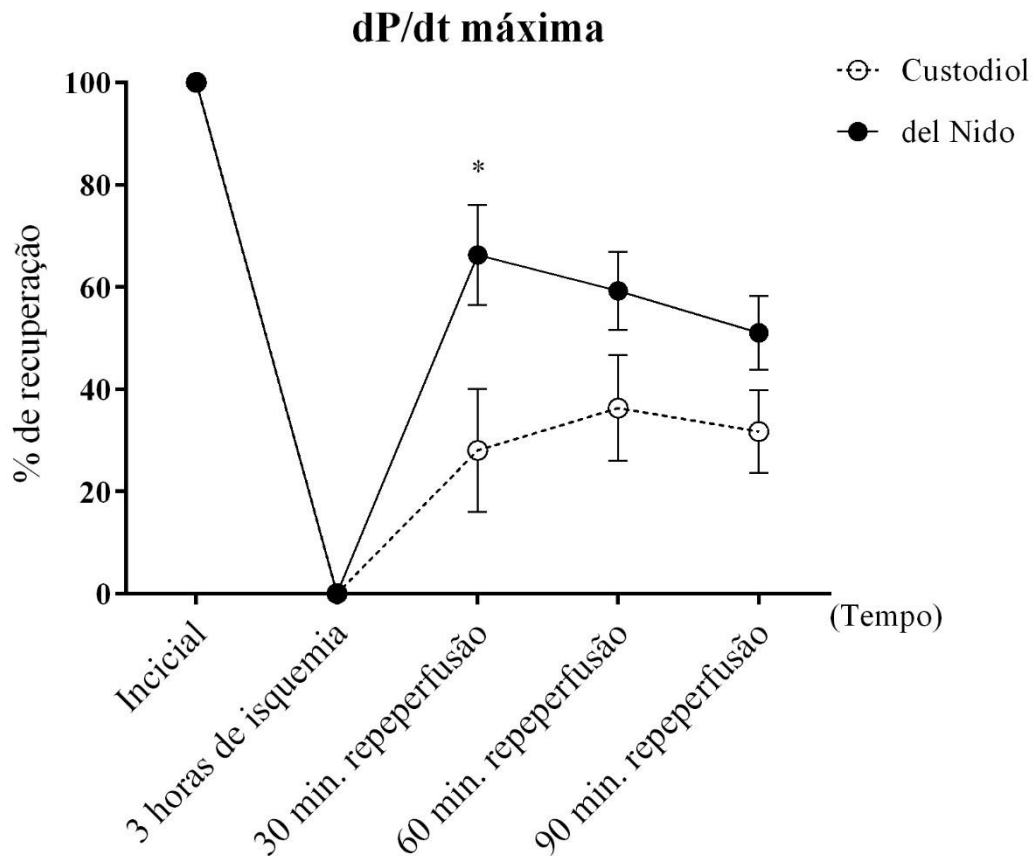 dP/dt máxima
Custodiol
del Nido
% de recuperação
100
80
60
40
20
0
*
(Tempo)
Incicial
3 horas de isquemia
30 min. repeperfusão
60 min. repeperfusão
90 min. repeperfusão